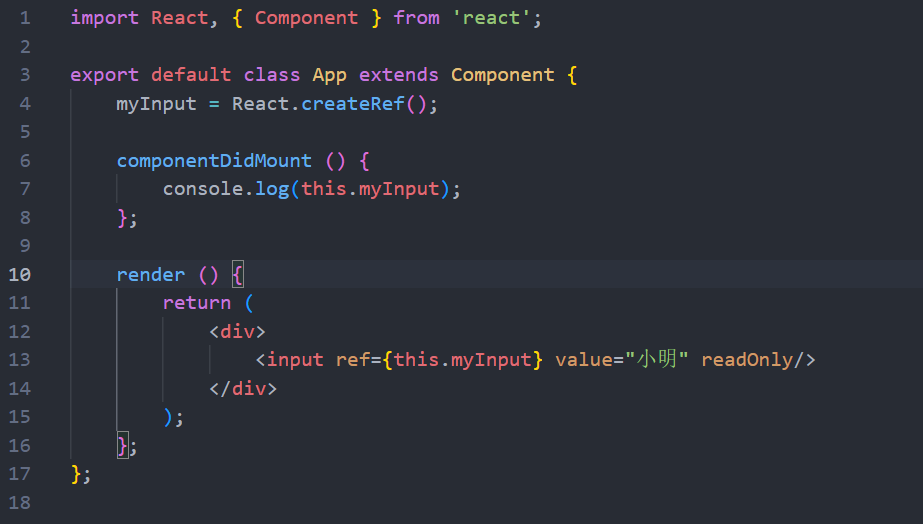 1 import React, { Component } from 'react';
2
3 export default class App extends Component {
4 myInput = React.createRef();
5
6 componentDidMount () {
7 console.log(this.myInput);
8 };
9
10 render () {
11 return (
12 <div>
13 <input ref={this.myInput} value="小明" readOnly/>
14 </div>
15 );
16 };
17 };
18